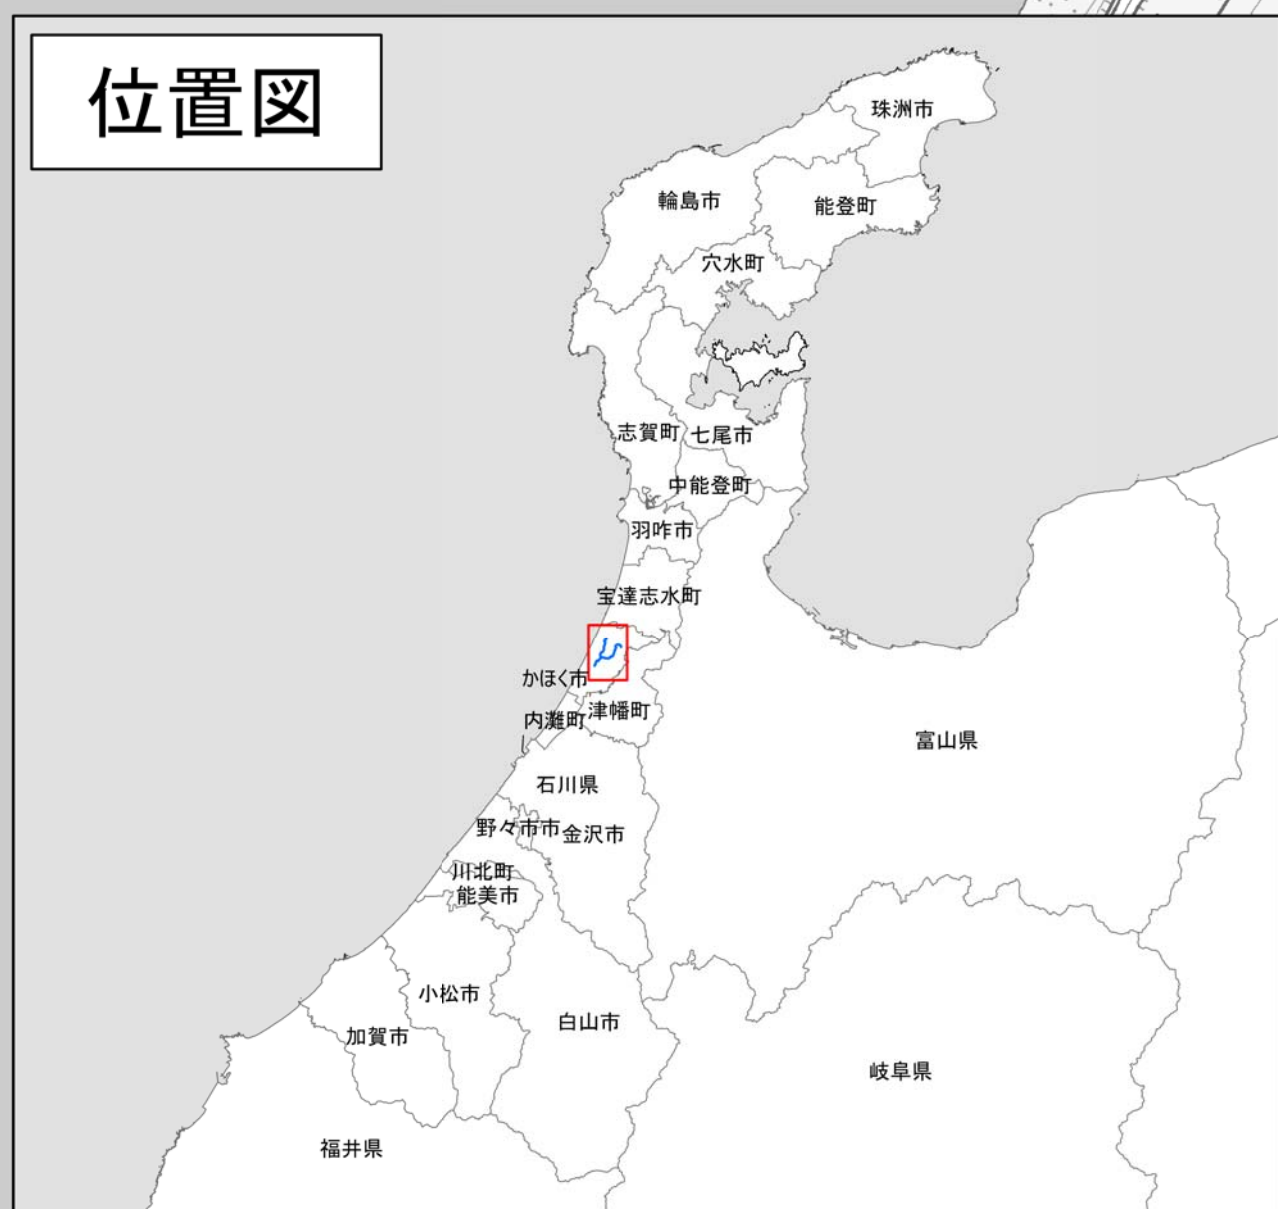 位置図
珠洲市
輪島市
能登町
穴水町
志賀町
七尾市
中能登町
羽咋市
宝達志水町
かほく市
津幡町
内灘町
富山県
石川県
野々市市
金沢市
川北町
能美市
小松市
白山市
加賀市
岐阜県
福井県